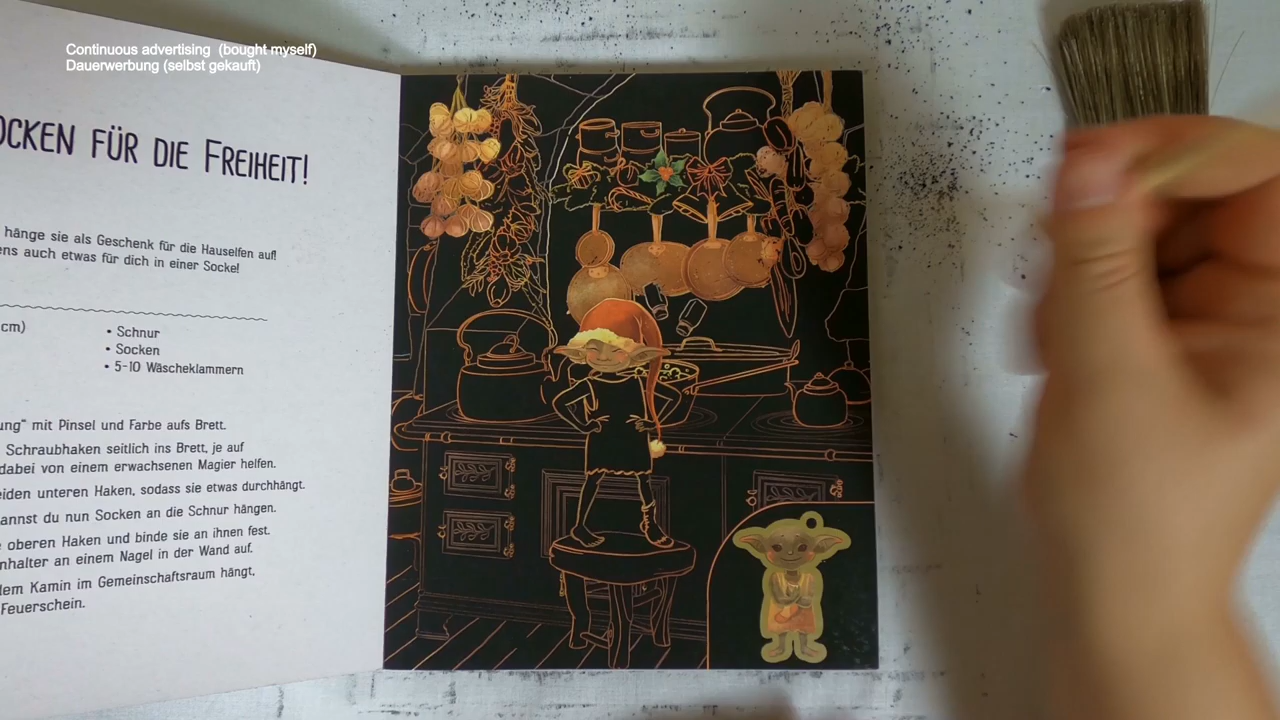 Continuous advertising (bought myself)
Dauerwerbung (selbst gekauft)
OCKEN FÜR DIE FREIHEIT!
hänge sie als Geschenk für die Hauselfen auf!
ens auch etwas für dich in einer Socke!
cm)
• Schnur
• Socken
• 5-10 Wäscheklammern
ung" mit Pinsel und Farbe aufs Brett.
Schraubhaken seitlich ins Brett, je auf
dabei von einem erwachsenen Magier helfen.
eiden unteren Haken, sodass sie etwas durchhängt.
annst du nun Socken an die Schnur hängen.
e oberen Haken und binde sie an ihnen fest.
nhalter an einem Nagel in der Wand auf.
dem Kamin im Gemeinschaftsraum hängt,
Feuerschein.